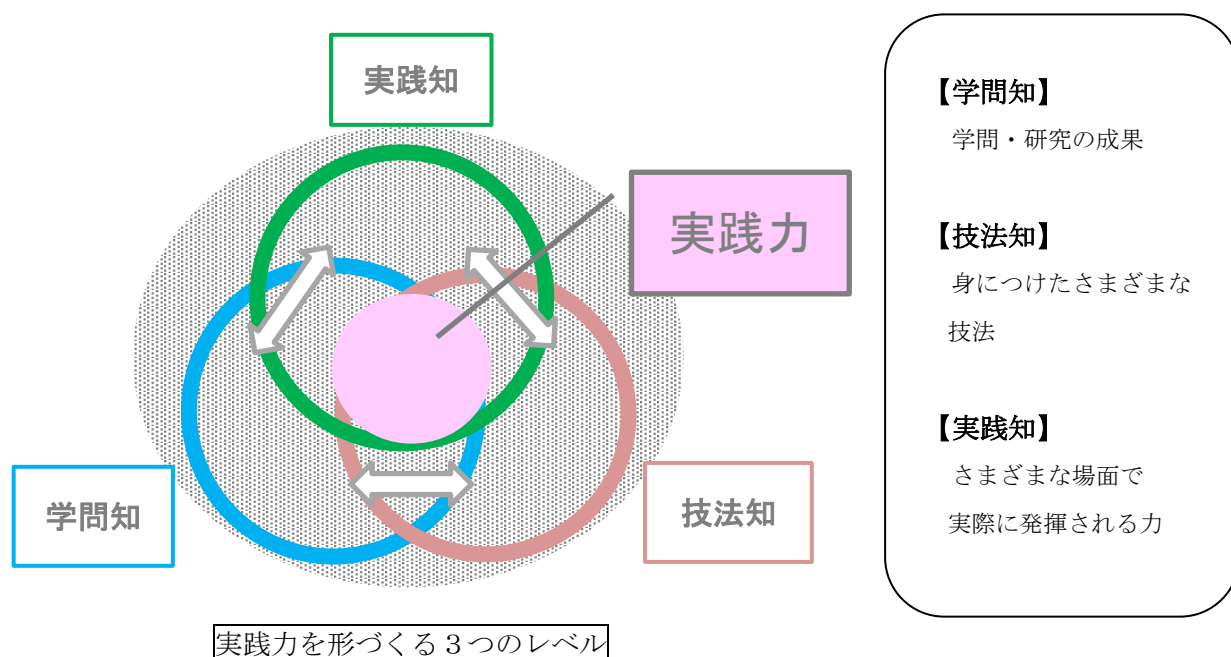 実践知
実践力
学問知
技法知
実践力を形づくる３つのレベル
【学問知】
学問・研究の成果
【技法知】
身につけたさまざまな
技法
【実践知】
さまざまな場面で
実際に発揮される力